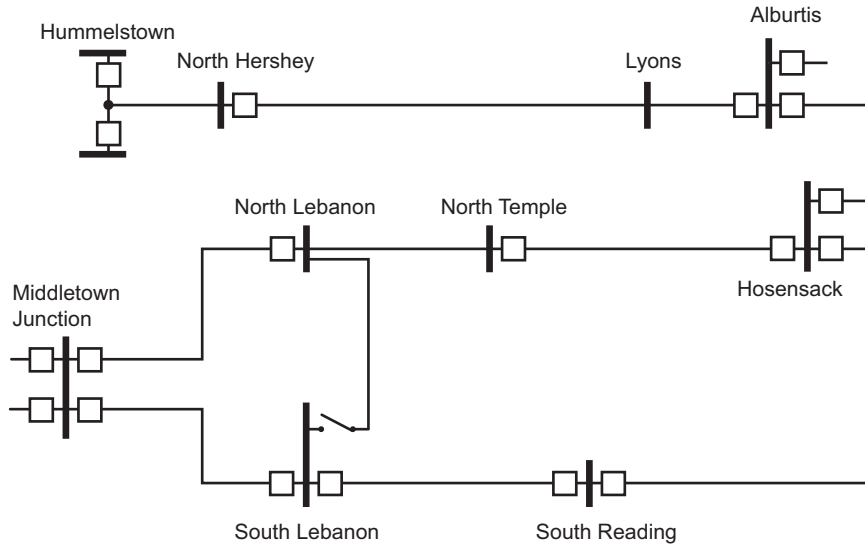 Alburtis
Hummelstown
North Hershey
Lyons
North Lebanon
North Temple
Middletown
Junction
Hosensack
South Lebanon
South Reading